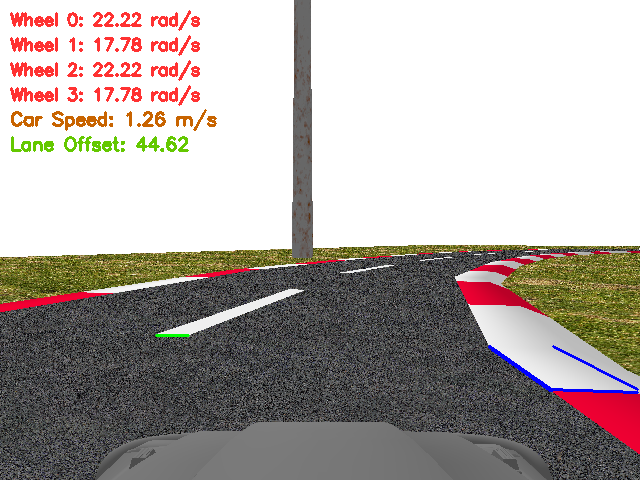 Wheel 0: 22.22 rad/s
Wheel 1: 17.78 rad/s
Wheel 2: 22.22 rad/s
Wheel 3: 17.78 rad/s
Car Speed: 1.26 m/s
Lane Offset: 44.62